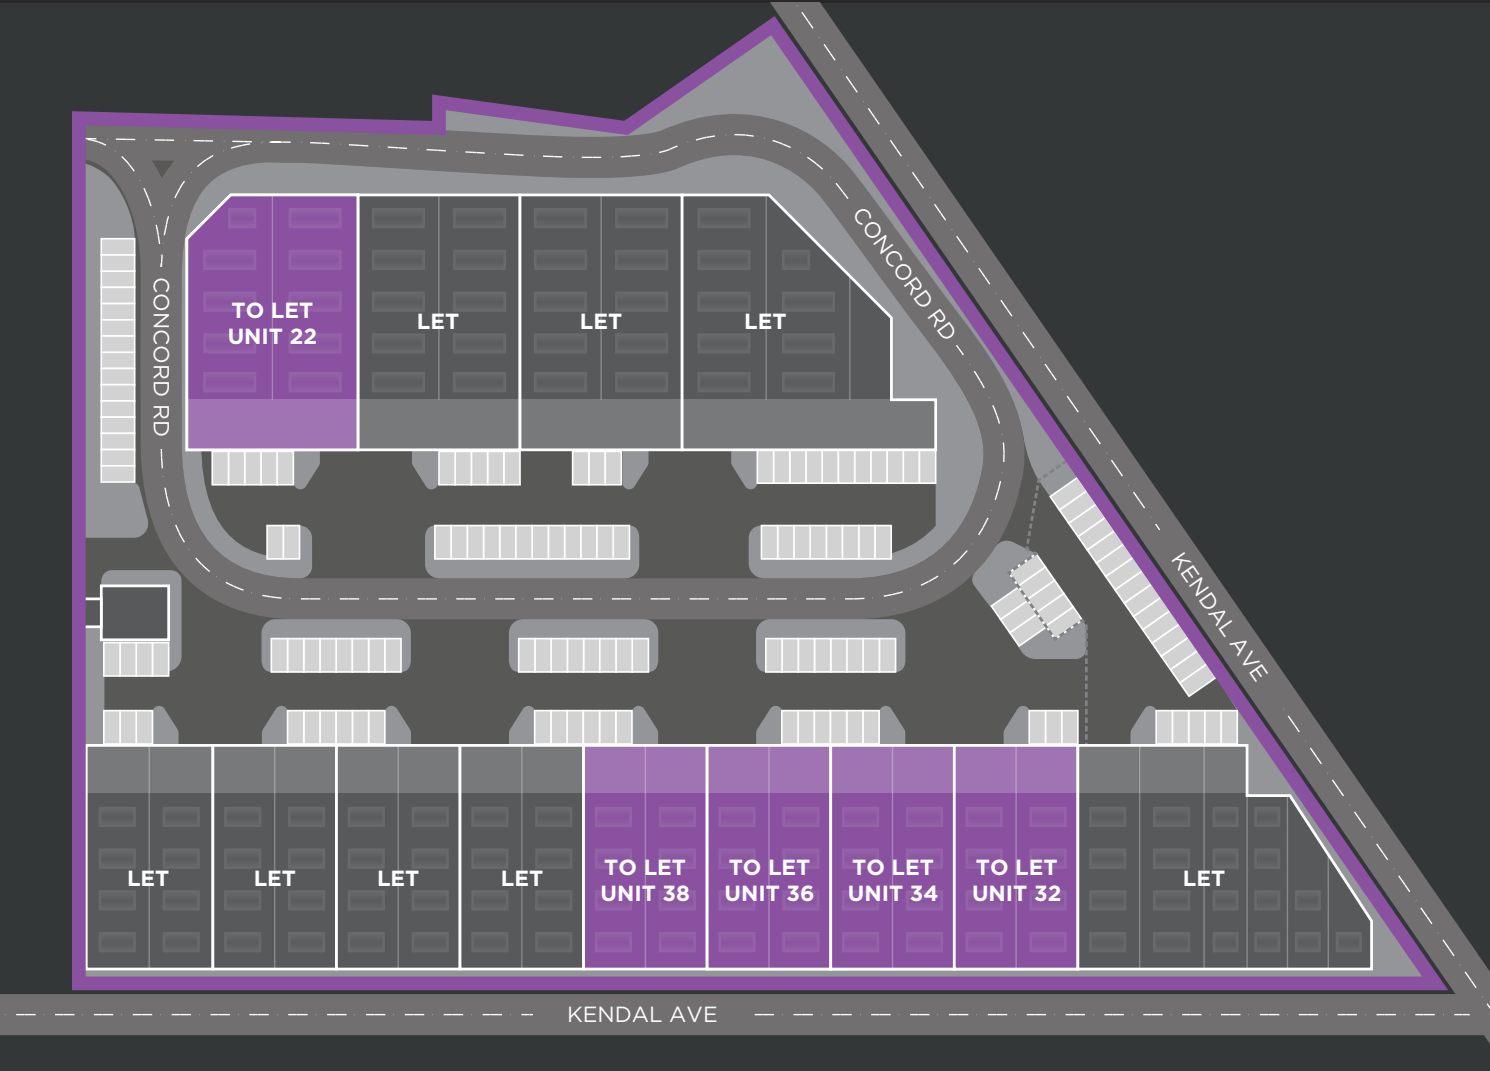 CONCORD RD
TO LET
UNIT 22
LET
LET
LET
CONCORD RD
KENDAL AVE
LET
LET
LET
LET
TO LET
UNIT 38
TO LET
UNIT 36
TO LET
UNIT 34
TO LET
UNIT 32
LET
KENDAL AVE